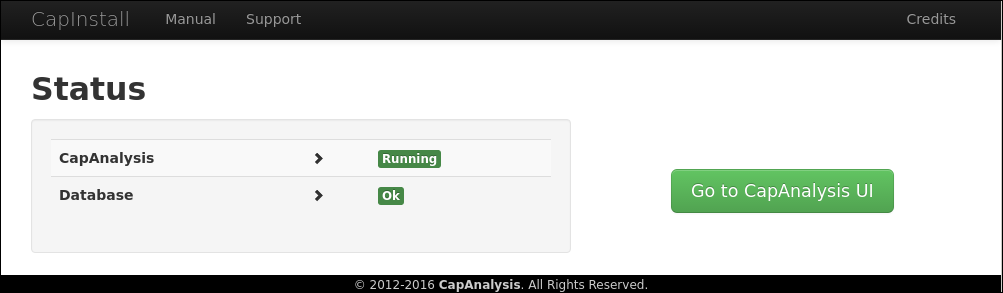 CapInstall Manual Support Credits
Status
CapAnalysis Running
Database Ok
Go to CapAnalysis UI
© 2012-2016 CapAnalysis. All Rights Reserved.